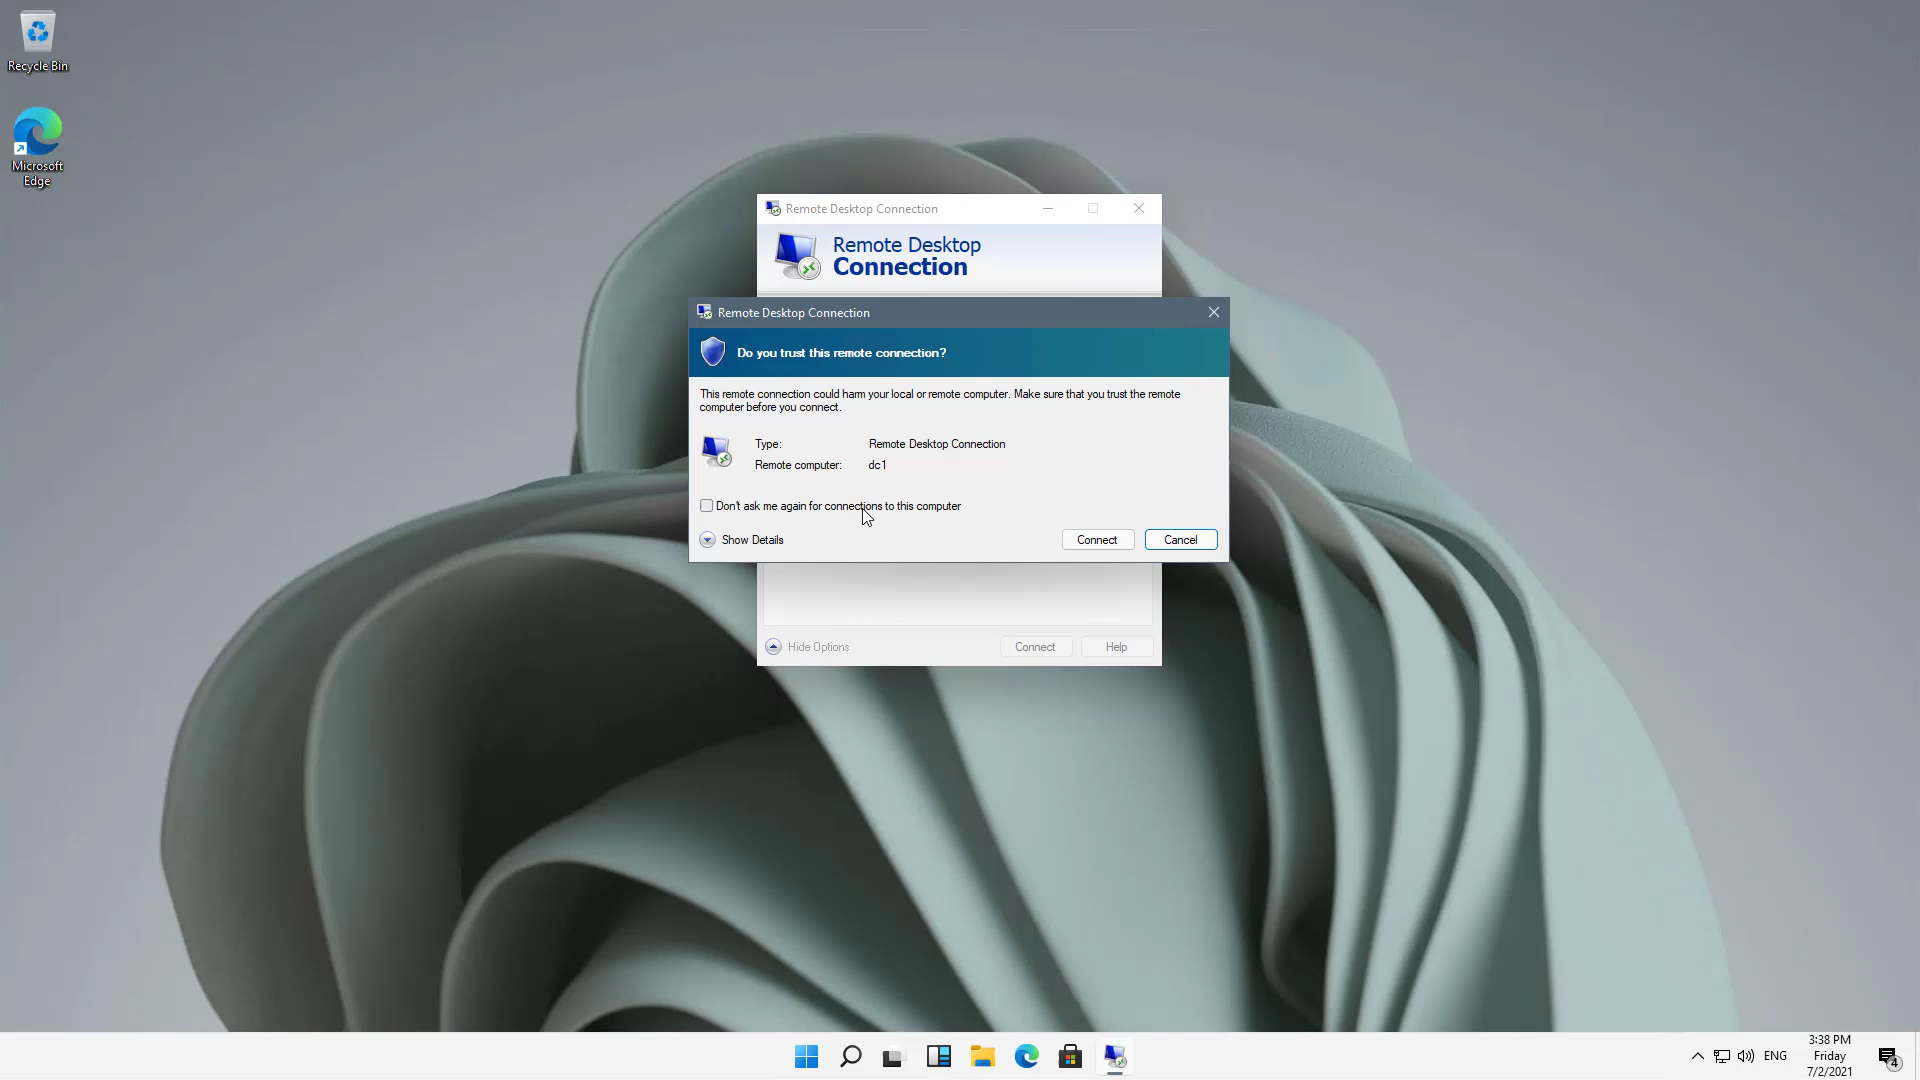 Recycle Bin
Microsoft
Edge
Remote Desktop Connection
Remote Desktop
Connection
Remote Desktop Connection
Do you trust this remote connection?
This remote connection could harm your local or remote computer. Make sure that you trust the remote
computer before you connect.
Type: Remote Desktop Connection
Remote computer: dc1
Don't ask me again for connections to this computer
Show Details Connect Cancel
Hide Options Connect Help
ENG
3:38 PM
Friday
7/2/2021
4